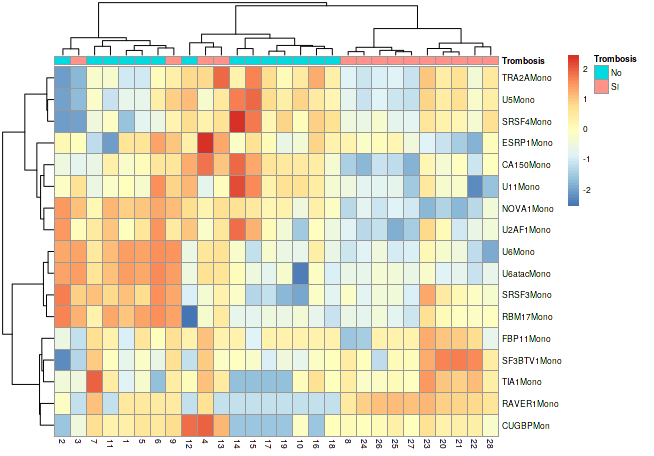 Trombosis
Trombosis
No
SI
2
1
0
-1
-2
TRA2AMono
U5Mono
SRSF4Mono
ESRP1Mono
CA150Mono
U11Mono
NOVA1Mono
U2AF1Mono
U6Mono
U6atacMono
SRSF3Mono
RBM17Mono
FBP11Mono
SF3BTV1Mono
TIA1Mono
RAVER1Mono
CUGBPMon
2 3 7 11 1 5 6 9 12 4 13 14 15 17 19 10 16 18 8 24 26 25 27 23 20 21 22 28